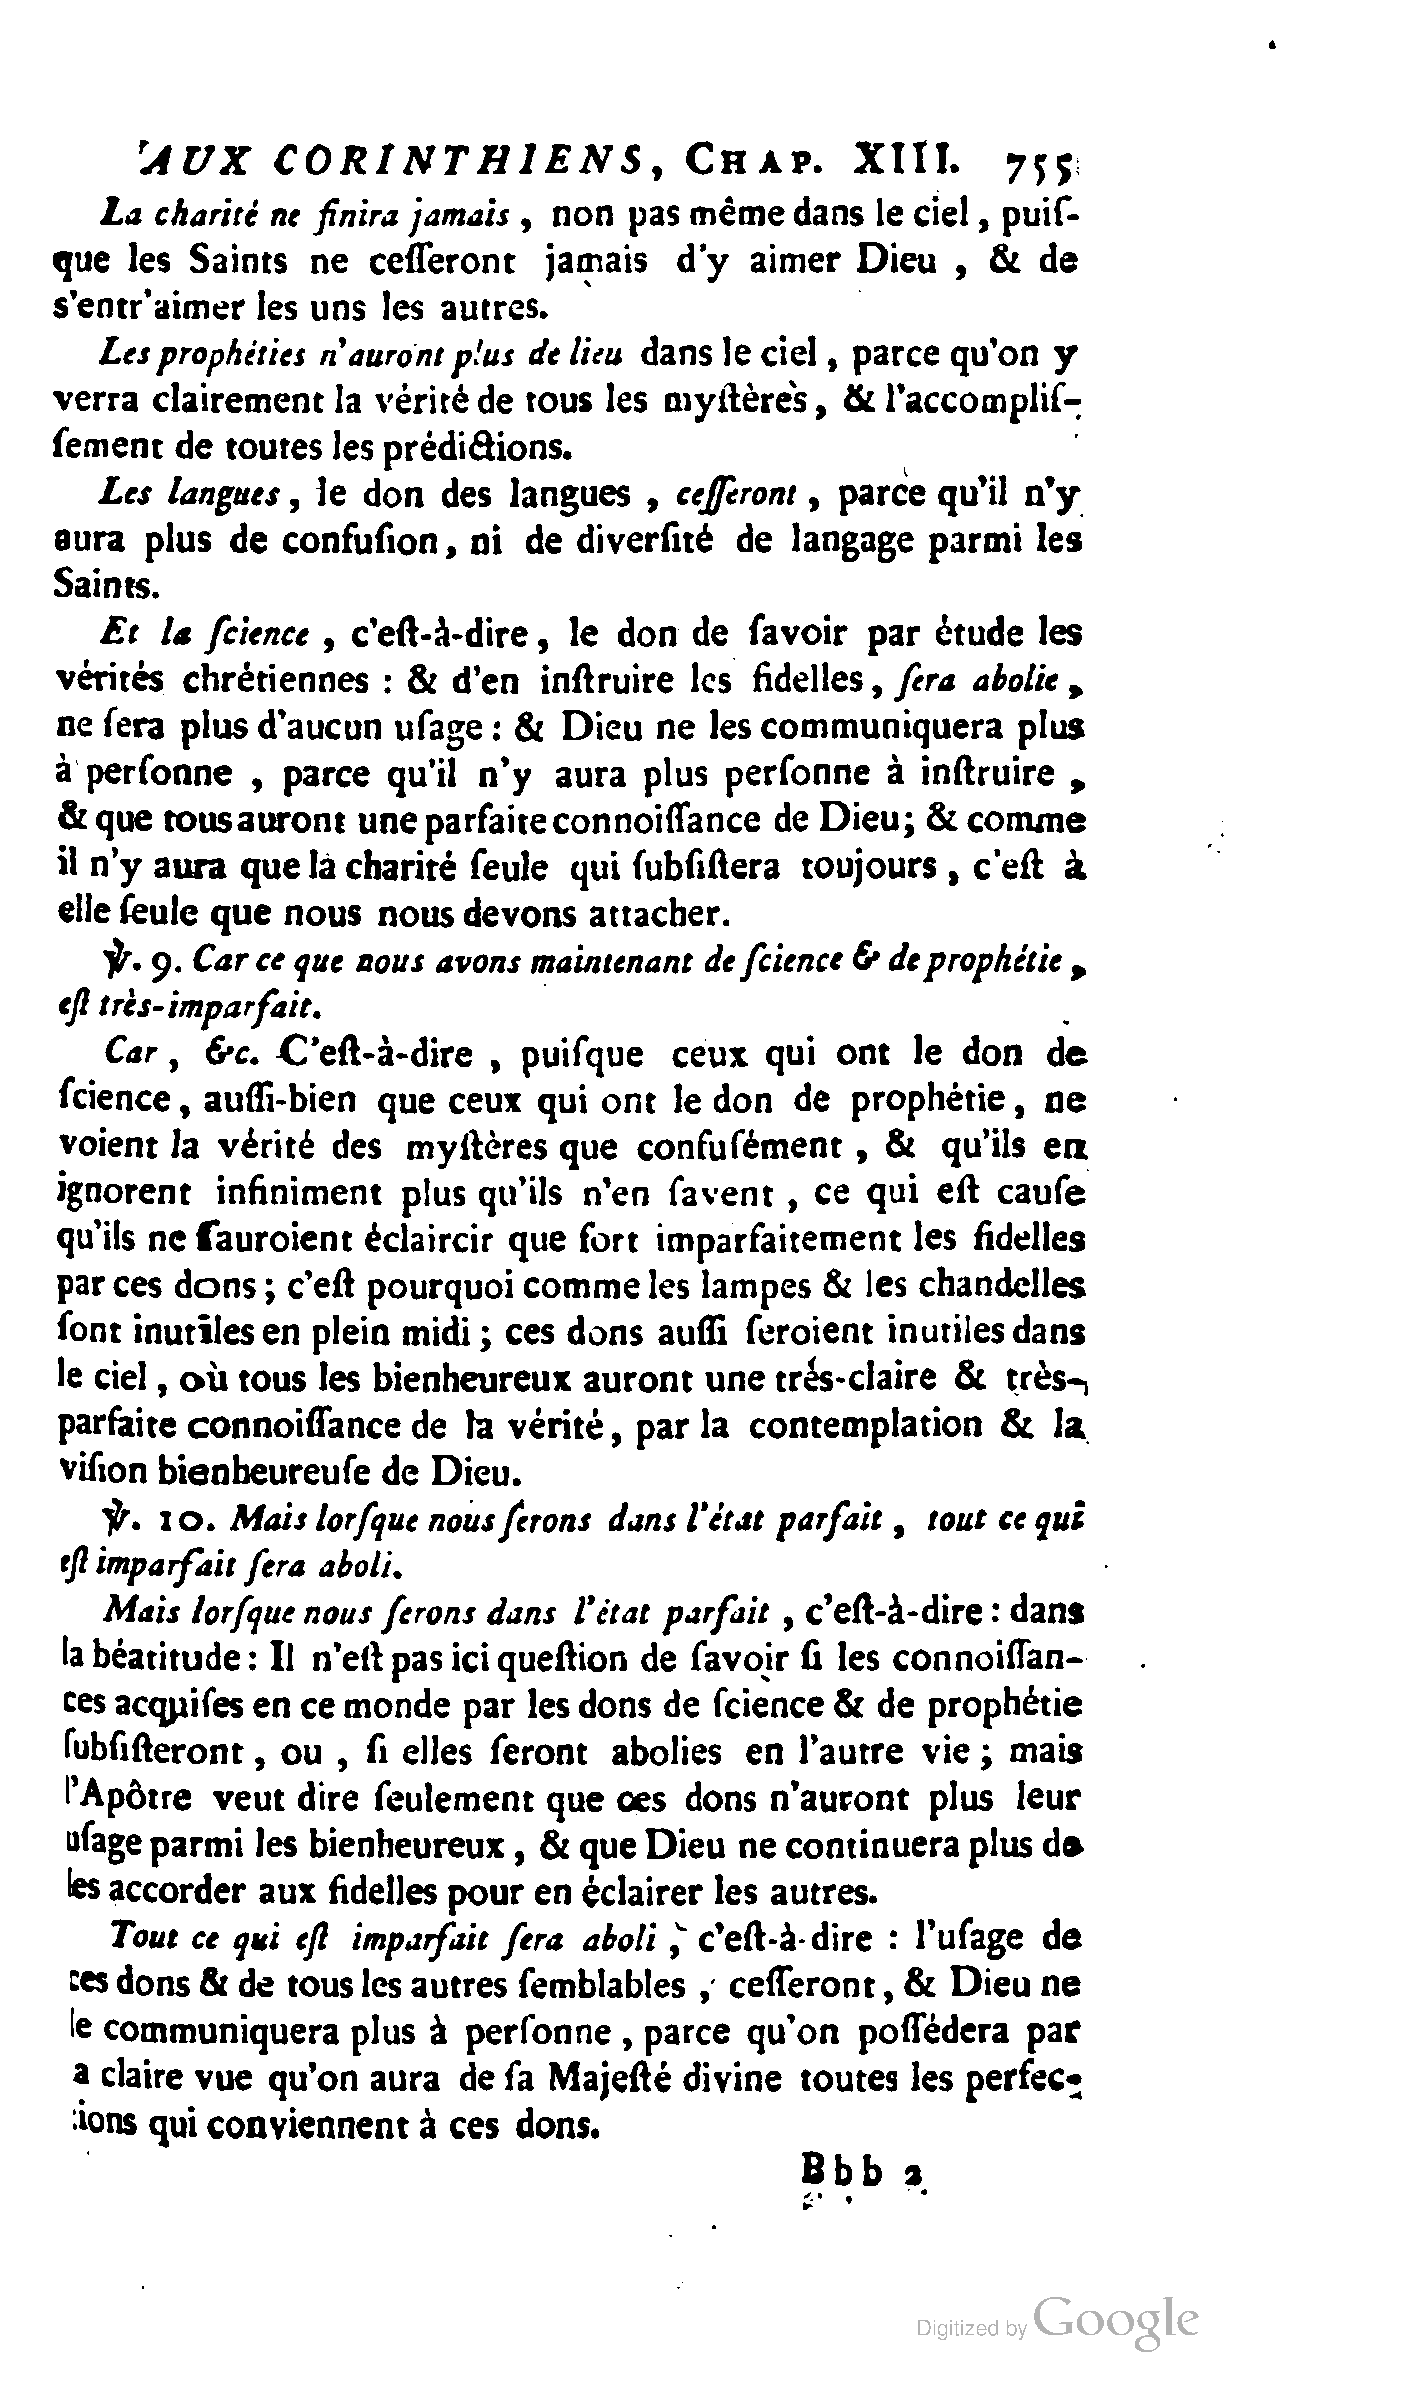 AUX CORINTHIENS, CHAP. XIII. 755
La charité ne finira jamais, non pas même dans le ciel, puiſ-
que les Saints ne ceſſeront jamais d'y aimer Dieu, & de
s'entr'aimer les uns les autres.
Les prophéties n'auront plus de lieu dans le ciel, parce qu'on y
verra clairement la vérité de tous les myſtères, & l'accompliſ-
ſement de toutes les prédictions.
Les langues, le don des langues, ceſſeront, parce qu'il n'y
aura plus de confuſion, ni de diverſité de langage parmi les
Saints.
Et la ſcience, c'eſt-à-dire, le don de ſavoir par étude les
vérités chrétiennes : & d'en inſtruire les fidelles, ſera abolie,
ne ſera plus d'aucun uſage : & Dieu ne les communiquera plus
à perſonne, parce qu'il n'y aura plus perſonne à inſtruire,
& que tous auront une parfaite connoiſſance de Dieu; & comme
il n'y aura que la charité ſeule qui ſubſiſtera toujours, c'eſt à
elle ſeule que nous nous devons attacher.
℣. 9. Car ce que nous avons maintenant de ſcience & de prophétie,
eſt très-imparfait.
Car, &c. C'eſt-à-dire, puiſque ceux qui ont le don de
ſcience, auſſi-bien que ceux qui ont le don de prophétie, ne
voient la vérité des myſtères que confuſément, & qu'ils en
ignorent infiniment plus qu'ils n'en ſavent, ce qui eſt cauſe
qu'ils ne ſauroient éclaircir que fort imparfaitement les fidelles
par ces dons; c'eſt pourquoi comme les lampes & les chandelles
ſont inutiles en plein midi; ces dons auſſi ſeroient inutiles dans
le ciel, où tous les bienheureux auront une trés-claire & très-
parfaite connoiſſance de la vérité, par la contemplation & la
viſion bienheureuſe de Dieu.
℣. 10. Mais lorſque nous ſerons dans l'état parfait, tout ce qui
eſt imparfait ſera aboli.
Mais lorſque nous ſerons dans l'état parfait, c'eſt-à-dire : dans
la béatitude : Il n'eſt pas ici queſtion de ſavoir ſi les connoiſſan-
ces acquiſes en ce monde par les dons de ſcience & de prophétie
ſubſiſteront, ou, ſi elles ſeront abolies en l'autre vie; mais
l'Apôtre veut dire ſeulement que ces dons n'auront plus leur
uſage parmi les bienheureux, & que Dieu ne continuera plus de
les accorder aux fidelles pour en éclairer les autres.
Tout ce qui eſt imparfait ſera aboli, c'eſt-à-dire : l'uſage de
ces dons & de tous les autres ſemblables, ceſſeront, & Dieu ne
le communiquera plus à perſonne, parce qu'on poſſédera par
a claire vue qu'on aura de ſa Majeſté divine toutes les perfec-
tions qui conviennent à ces dons.
Bbb 2
Digitized by Google